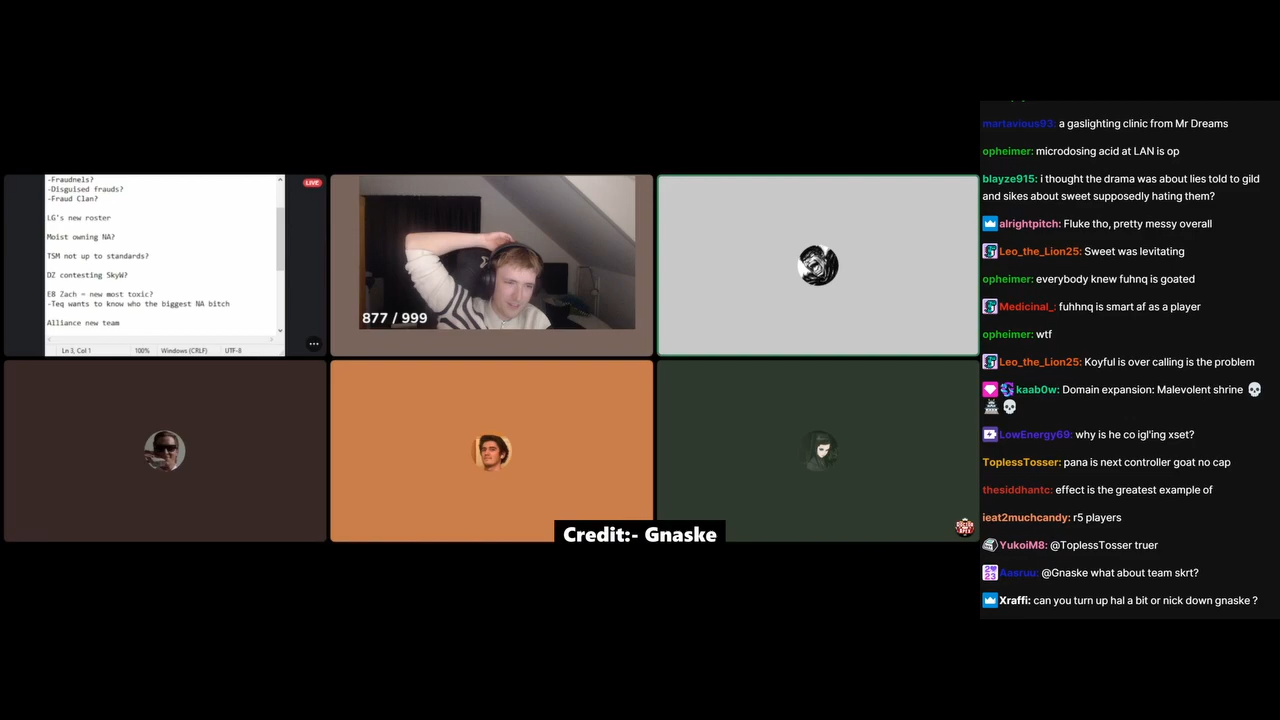 -Fraudnels?
-Disguised frauds?
-Fraud Clan?
LG's new roster
Moist owning NA?
TSM not up to standards?
DZ contesting SkyW?
E8 Zach = new most toxic?
-Teq wants to know who the biggest NA bitch
Alliance new team
Ln 3, Col 1 100% Windows (CRLF) UTF-8
LIVE
877 / 999
Credit:- Gnaske
martavious93: a gaslighting clinic from Mr Dreams
opheimer: microdosing acid at LAN is op
blayze915: i thought the drama was about lies told to gild
and sikes about sweet supposedly hating them?
alrightpitch: Fluke tho, pretty messy overall
Leo_the_Lion25: Sweet was levitating
opheimer: everybody knew fuhnq is goated
Medicinal_: fuhhnq is smart af as a player
opheimer: wtf
Leo_the_Lion25: Koyful is over calling is the problem
kaab0w: Domain expansion: Malevolent shrine 💀
🏯 💀
LowEnergy69: why is he co igl'ing xset?
ToplessTosser: pana is next controller goat no cap
thesiddhantc: effect is the greatest example of
ieat2muchcandy: r5 players
YukoiM8: @ToplessTosser truer
Aasruu: @Gnaske what about team skrt?
Xraffi: can you turn up hal a bit or nick down gnaske ?